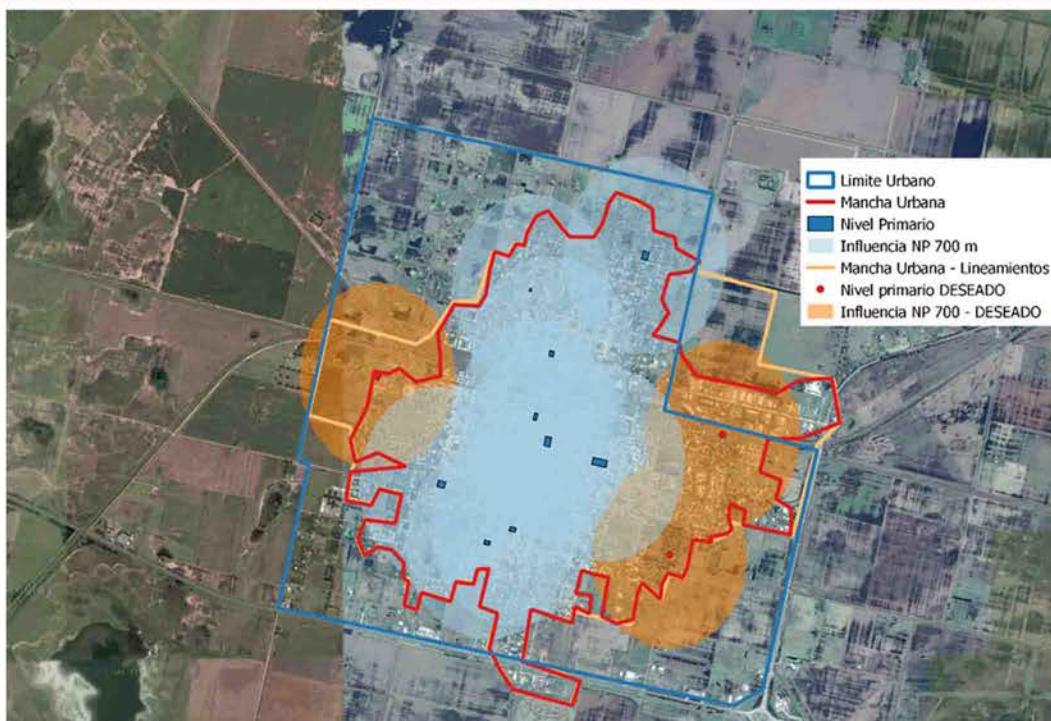 Limite Urbano
Mancha Urbana
Nivel Primario
Influencia NP 700 m
Mancha Urbana - Lineamientos
Nivel primario DESEADO
Influencia NP 700 - DESEADO